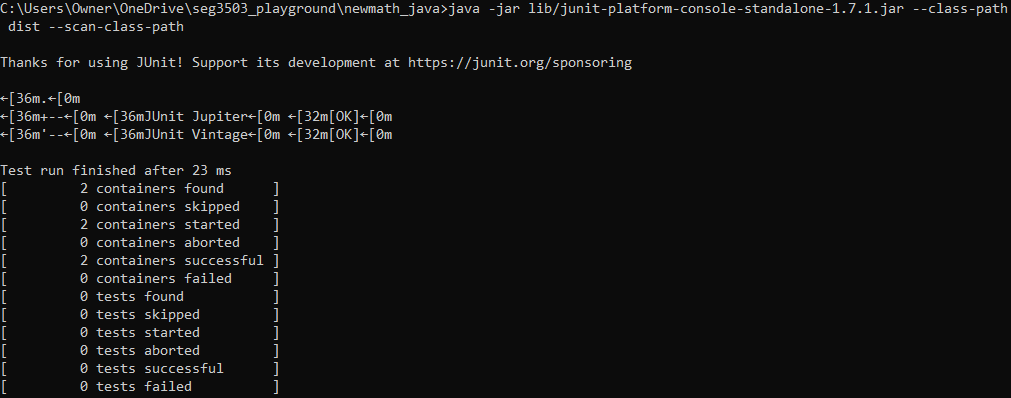 C:\Users\Owner\OneDrive\seg3503_playground\newmath_java>java -jar lib/junit-platform-console-standalone-1.7.1.jar --class-path
 dist --scan-class-path
Thanks for using JUnit! Support its development at https://junit.org/sponsoring
←[36m.←[0m
←[36m+--←[0m ←[36mJUnit Jupiter←[0m ←[32m[OK]←[0m
←[36m'--←[0m ←[36mJUnit Vintage←[0m ←[32m[OK]←[0m
Test run finished after 23 ms
[         2 containers found      ]
[         0 containers skipped    ]
[         2 containers started    ]
[         0 containers aborted    ]
[         2 containers successful ]
[         0 containers failed     ]
[         0 tests found           ]
[         0 tests skipped         ]
[         0 tests started         ]
[         0 tests aborted         ]
[         0 tests successful      ]
[         0 tests failed          ]